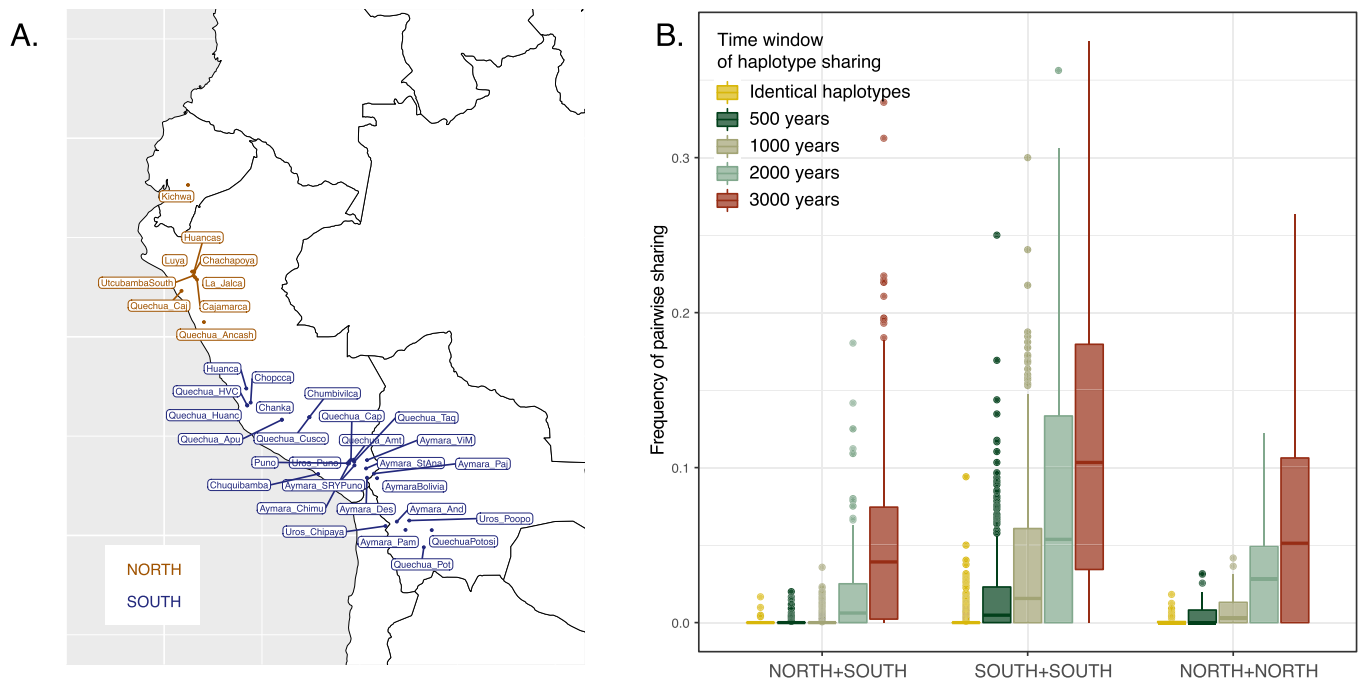 A.
Kichwa
Huancas
Luya
Chachapoya
UtcubambaSouth
La_Jalca
Quechua_Caj
Cajamarca
Quechua_Ancash
Huanca
Chopcca
Quechua_HVC
Chumbivilca
Chanka
Quechua_Huanc
Quechua_Cap
Quechua_Taq
Quechua_Apu
Quechua_Cusco
Quechua_Amt
Aymara_ViM
Puno
Uros_Puno
Aymara_StAna
Aymara_Paj
Chuquibamba
Aymara_SRYPuno
AymaraBolivia
Aymara_Chimu
Aymara_Des
Aymara_And
Uros_Poopo
Uros_Chipaya
Aymara_Pam
QuechuaPotosi
Quechua_Pot
NORTH
SOUTH
B.
Time window
of haplotype sharing
Identical haplotypes
500 years
1000 years
2000 years
3000 years
Frequency of pairwise sharing
0.3
0.2
0.1
0.0
NORTH+SOUTH
SOUTH+SOUTH
NORTH+NORTH